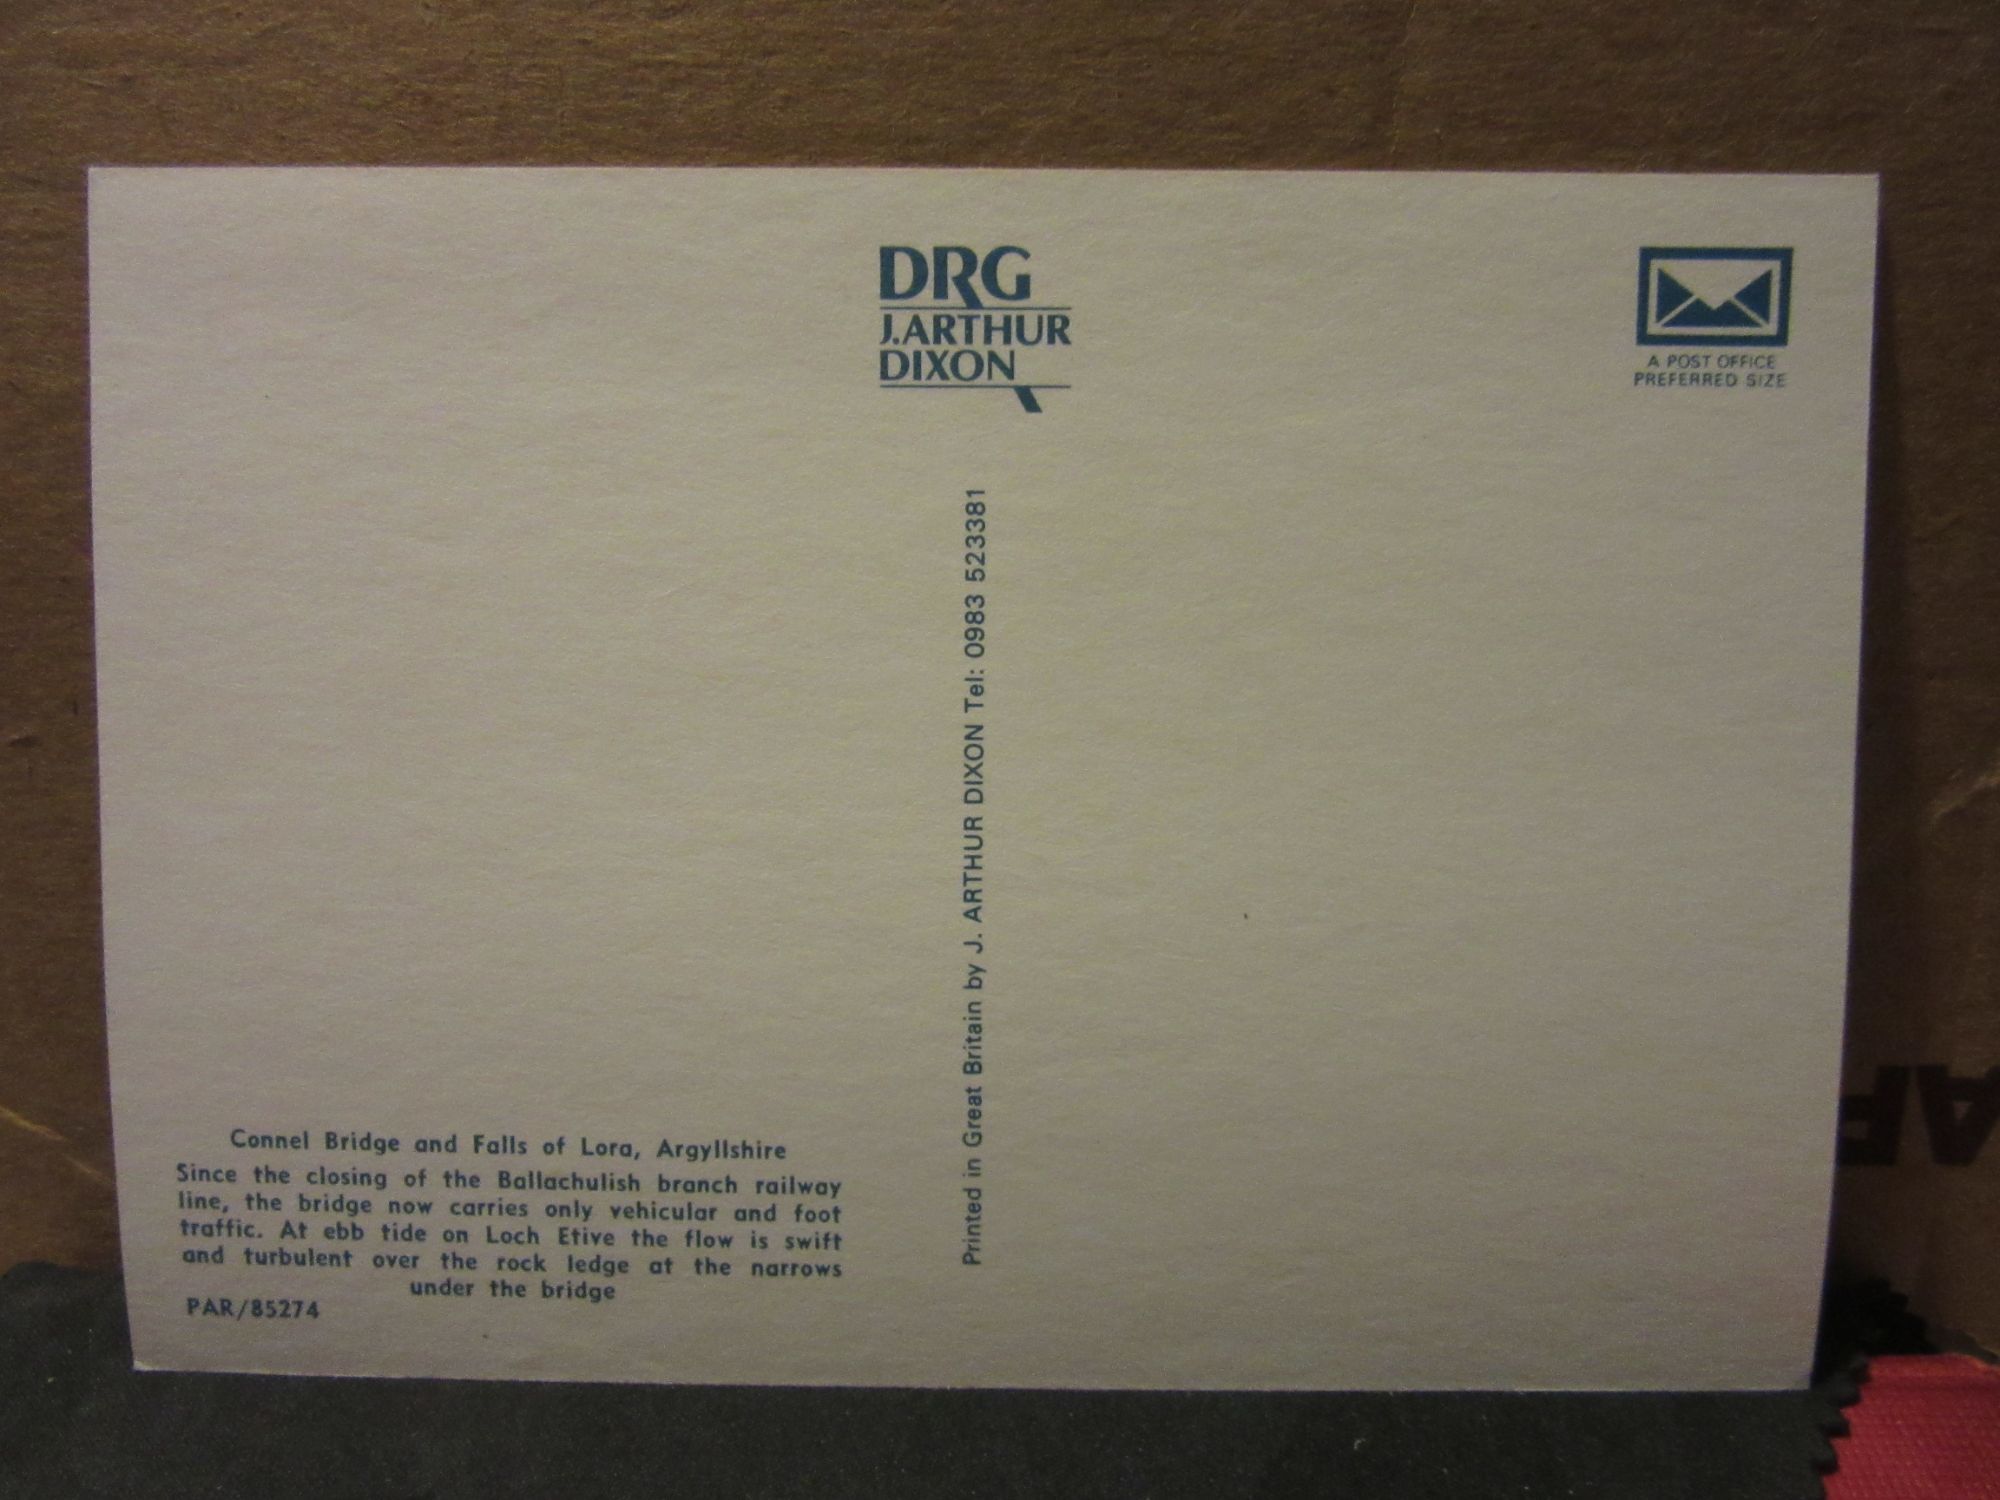 DRG
J.ARTHUR
DIXON
A POST OFFICE
PREFERRED SIZE
Printed in Great Britain by J. ARTHUR DIXON Tel: 0983 523381
Connel Bridge and Falls of Lora, Argyllshire
Since the closing of the Ballachulish branch railway
line, the bridge now carries only vehicular and foot
traffic. At ebb tide on Loch Etive the flow is swift
and turbulent over the rock ledge at the narrows
under the bridge
PAR/85274